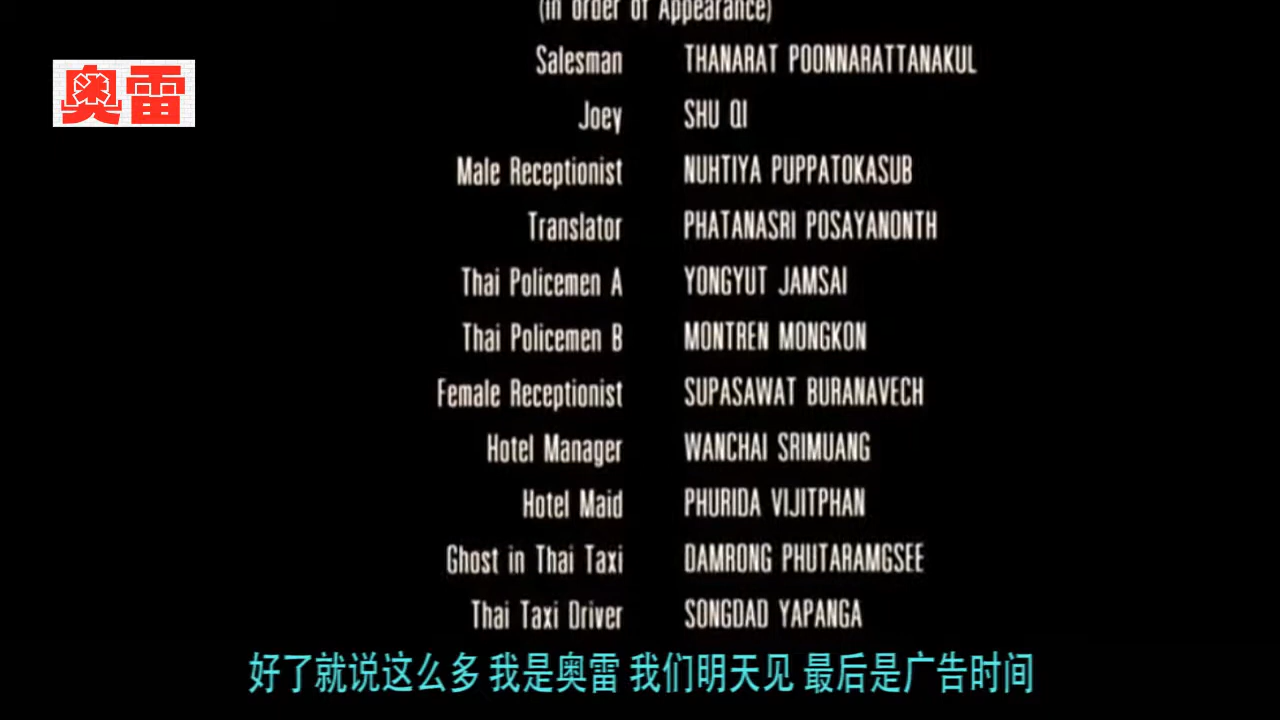 (in order of Appearance)
奥雷
Salesman THANARAT POONNARATTANAKUL
Joey SHU QI
Male Receptionist NUHTIYA PUPPATOKASUB
Translator PHATANASRI POSAYANONTH
Thai Policemen A YONGYUT JAMSAI
Thai Policemen B MONTREN MONGKON
Female Receptionist SUPASAWAT BURANAVECH
Hotel Manager WANCHAI SRIMUANG
Hotel Maid PHURIDA VIJITPHAN
Ghost in Thai Taxi DAMRONG PHUTARAMGSEE
Thai Taxi Driver SONGDAD YAPANGA
好了就说这么多 我是奥雷 我们明天见 最后是广告时间